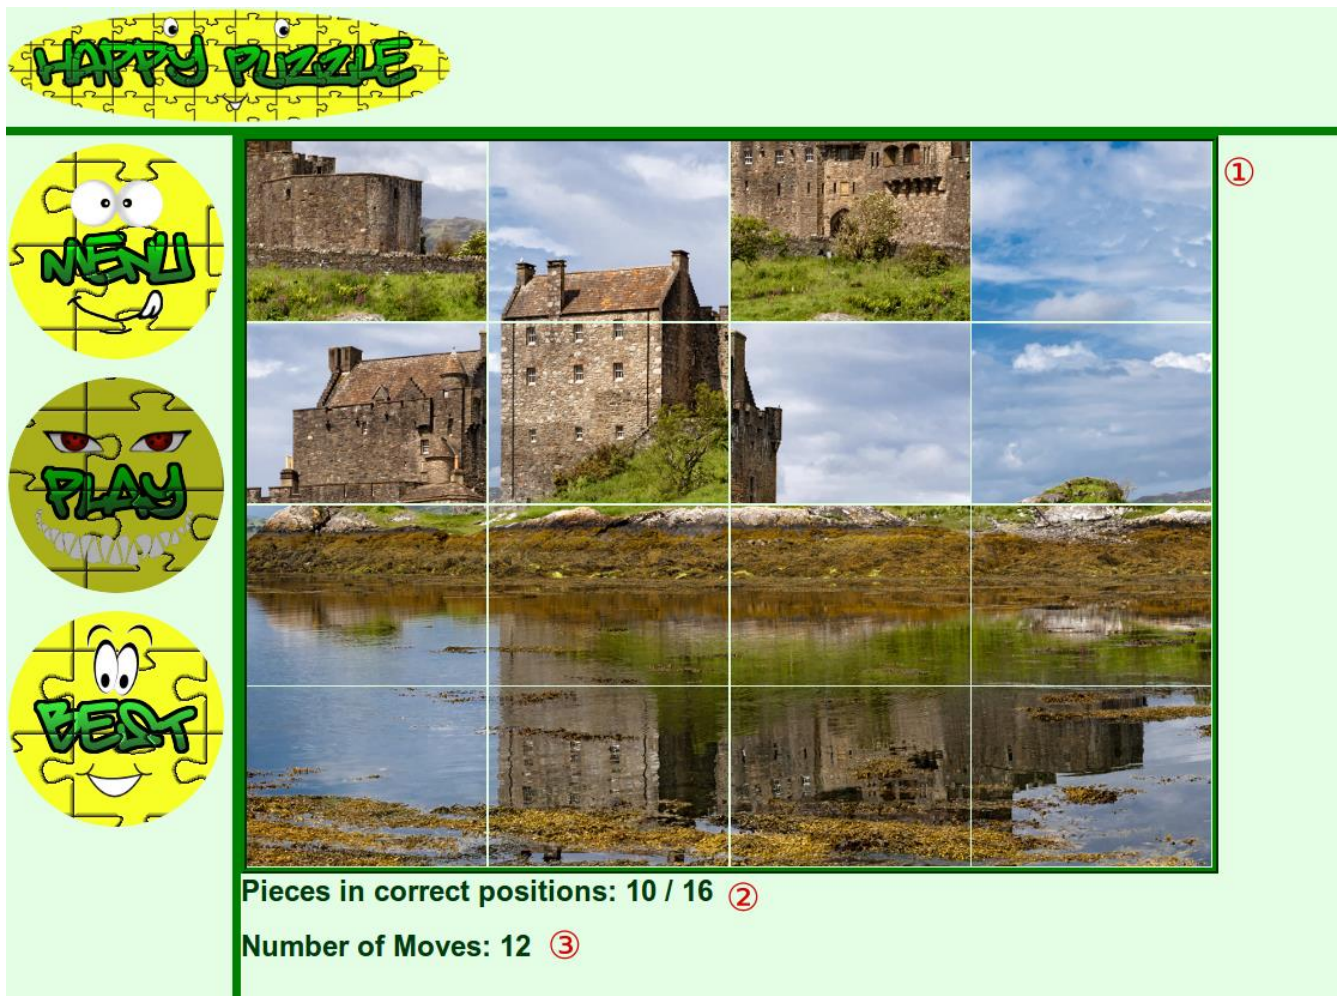 HAPPY PUZZLE
①
MENU
PLAY
BEST
Pieces in correct positions: 10 / 16 ②
Number of Moves: 12 ③